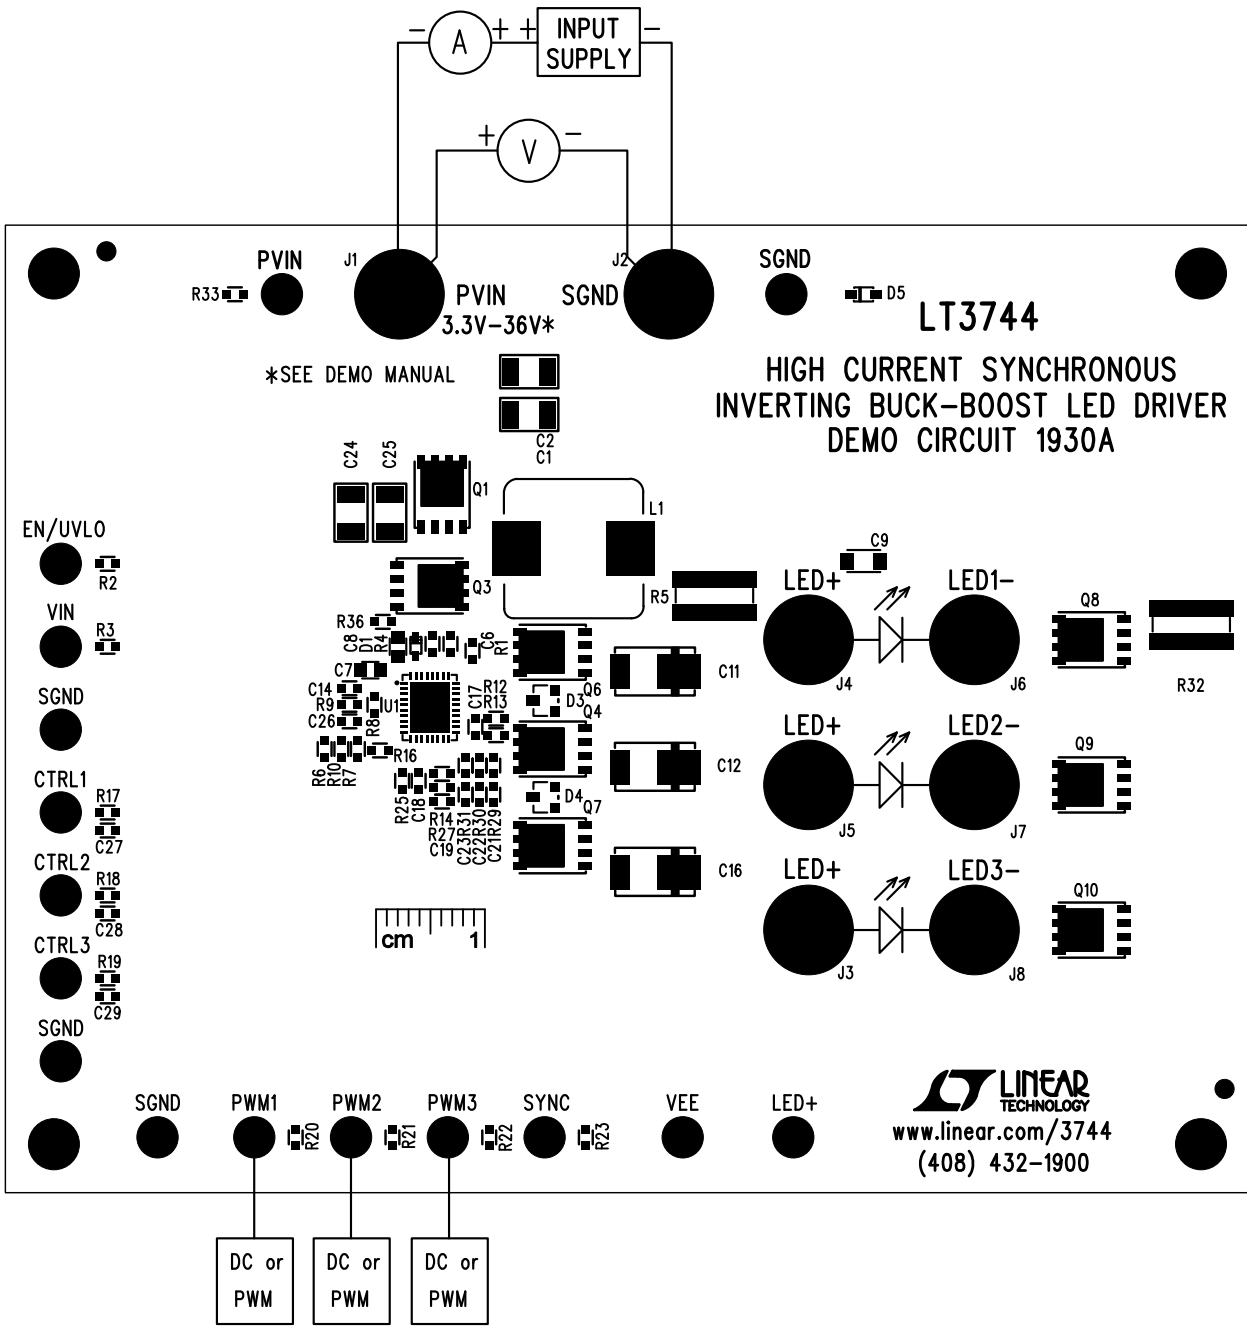 − A + + INPUT −
SUPPLY
+ V −
PVIN J1 J2 SGND
R33 PVIN SGND D5
3.3V−36V*
LT3744
*SEE DEMO MANUAL
HIGH CURRENT SYNCHRONOUS
INVERTING BUCK−BOOST LED DRIVER
DEMO CIRCUIT 1930A
C2
C1
C24 C25
Q1
L1
EN/UVLO
R2
Q3
C9
R5
LED+ LED1−
Q8
VIN
R3
R36
C8 D1 R4 C6 R1
C7
C14
R9
C26
U1
R8
C17
R12
R13
Q6
D3
Q4
C11
J4 J6
R32
SGND
R6 R10 R7
R16
LED+ LED2−
Q9
C12
CTRL1
R17
C27
R25 C18
R14
R27
C19
C23 R31
C22 R30
C21 R29
D4
Q7
J5 J7
CTRL2
R18
C28
C16
LED+ LED3−
Q10
cm 1
CTRL3
R19
C29
J3 J8
SGND
LINEAR
TECHNOLOGY
www.linear.com/3744
(408) 432−1900
SGND PWM1 PWM2 PWM3 SYNC VEE LED+
R20 R21 R22 R23
DC or DC or DC or
PWM PWM PWM